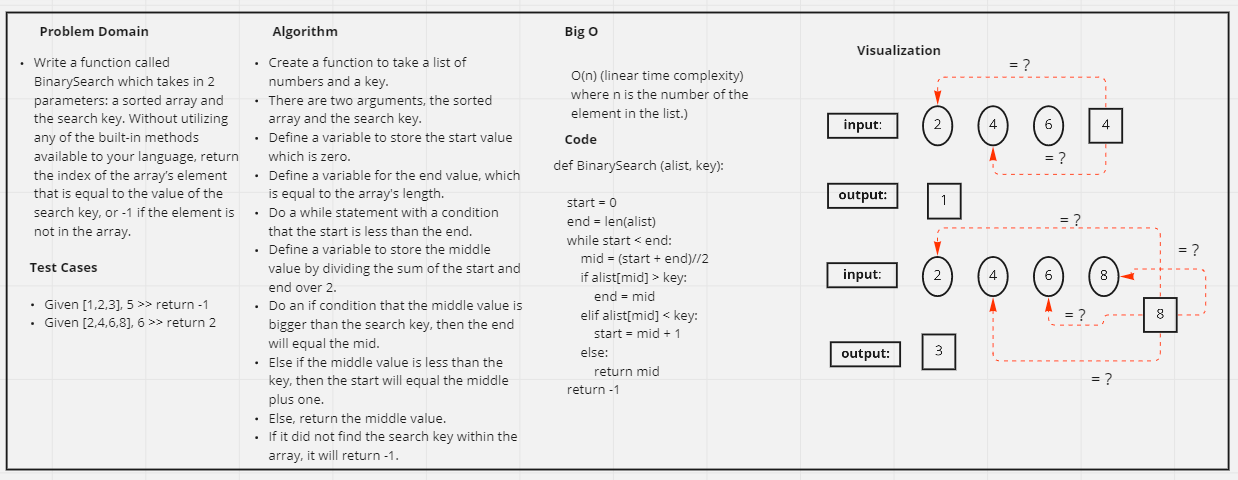 Problem Domain
• Write a function called
BinarySearch which takes in 2
parameters: a sorted array and
the search key. Without utilizing
any of the built-in methods
available to your language, return
the index of the array's element
that is equal to the value of the
search key, or -1 if the element is
not in the array.
Test Cases
• Given [1,2,3], 5 >> return -1
• Given [2,4,6,8], 6 >> return 2
Algorithm
• Create a function to take a list of
numbers and a key.
• There are two arguments, the sorted
array and the search key.
• Define a variable to store the start value
which is zero.
• Define a variable for the end value, which
is equal to the array's length.
• Do a while statement with a condition
that the start is less than the end.
• Define a variable to store the middle
value by dividing the sum of the start and
end over 2.
• Do an if condition that the middle value is
bigger than the search key, then the end
will equal the mid.
• Else if the middle value is less than the
key, then the start will equal the middle
plus one.
• Else, return the middle value.
• If it did not find the search key within the
array, it will return -1.
Big O
O(n) (linear time complexity)
where n is the number of the
element in the list.)
Code
def BinarySearch (alist, key):
start = 0
end = len(alist)
while start < end:
mid = (start + end)//2
if alist[mid] > key:
end = mid
elif alist[mid] < key:
start = mid + 1
else:
return mid
return -1
Visualization
= ?
input: 2 4 6 4
= ?
output: 1
= ?
= ?
input: 2 4 6 8
= ? 8
output: 3
= ?